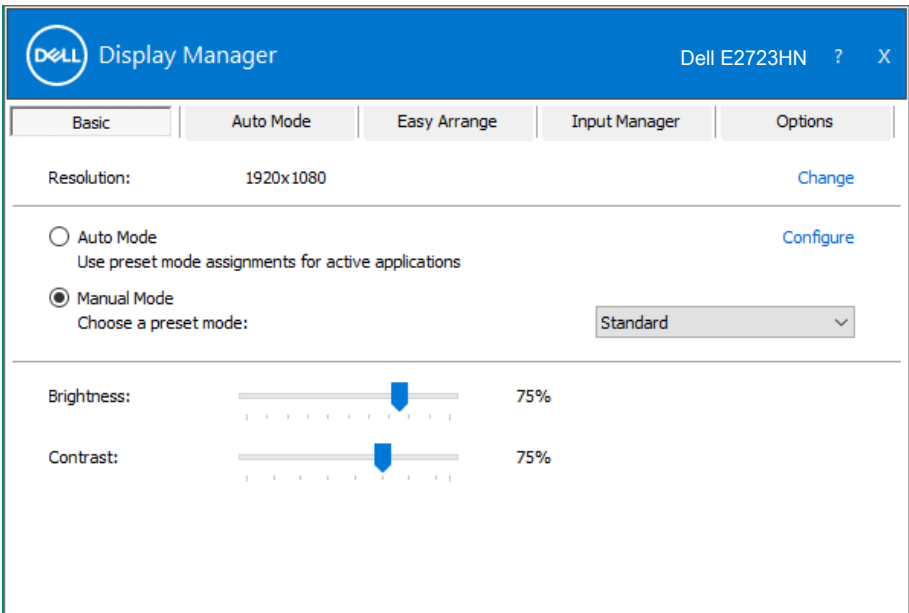 DELL Display Manager Dell E2723HN ? X
Basic Auto Mode Easy Arrange Input Manager Options
Resolution: 1920x1080 Change
Auto Mode Configure
Use preset mode assignments for active applications
Manual Mode
Choose a preset mode: Standard
Brightness: 75%
Contrast: 75%